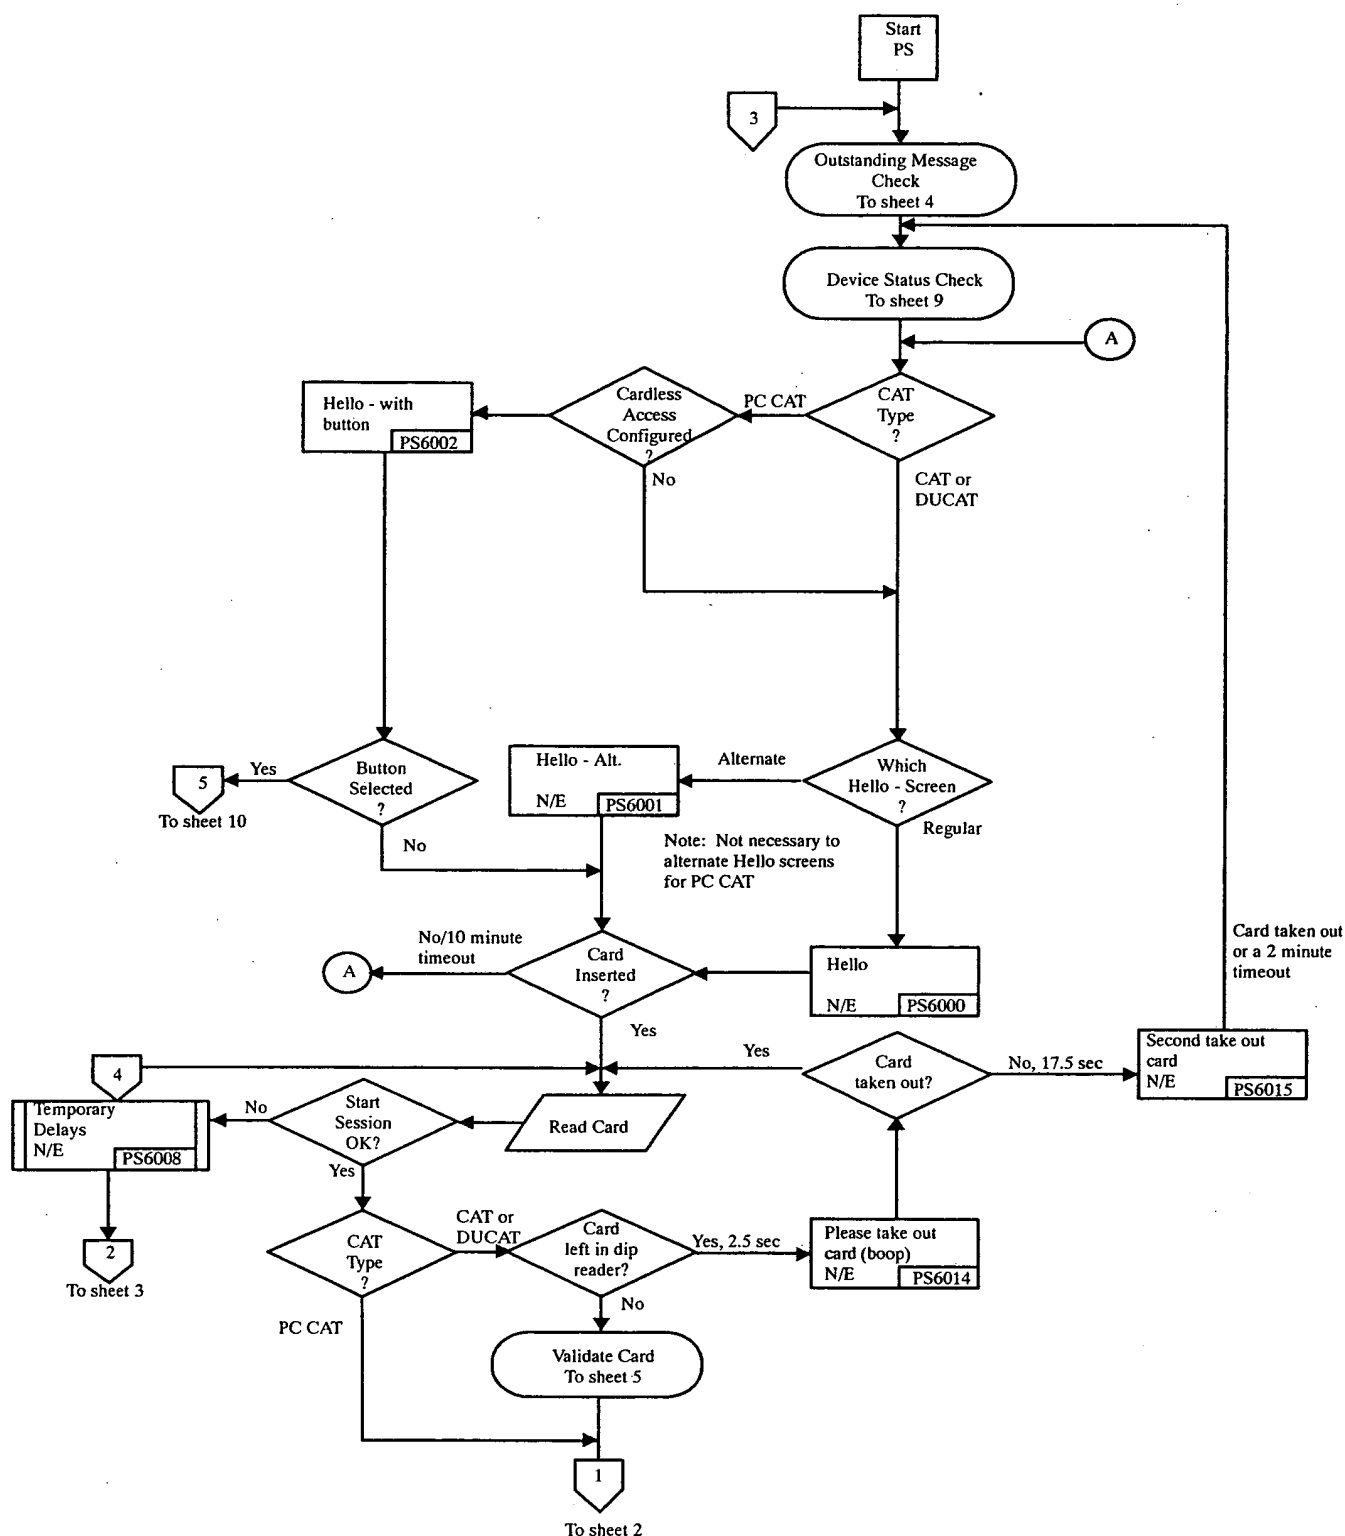 Start
PS
3
Outstanding Message
Check
To sheet 4
Device Status Check
To sheet 9
A
CAT
Type
?
PC CAT
Cardless
Access
Configured
?
No
Hello - with
button
PS6002
CAT or
DUCAT
Which
Hello - Screen
?
Alternate
Regular
Hello - Alt.
N/E
PS6001
Button
Selected
?
Yes
5
To sheet 10
No
Note: Not necessary to
alternate Hello screens
for PC CAT
Card taken out
or a 2 minute
timeout
No/10 minute
timeout
A
Card
Inserted
?
Hello
N/E
PS6000
Yes
Yes
Card
taken out?
No, 17.5 sec
Second take out
card
N/E
PS6015
4
Temporary
Delays
N/E
PS6008
No
Start
Session
OK?
Read Card
Yes
2
To sheet 3
CAT
Type
?
CAT or
DUCAT
Card
left in dip
reader?
Yes, 2.5 sec
Please take out
card (boop)
N/E
PS6014
No
PC CAT
Validate Card
To sheet 5
1
To sheet 2